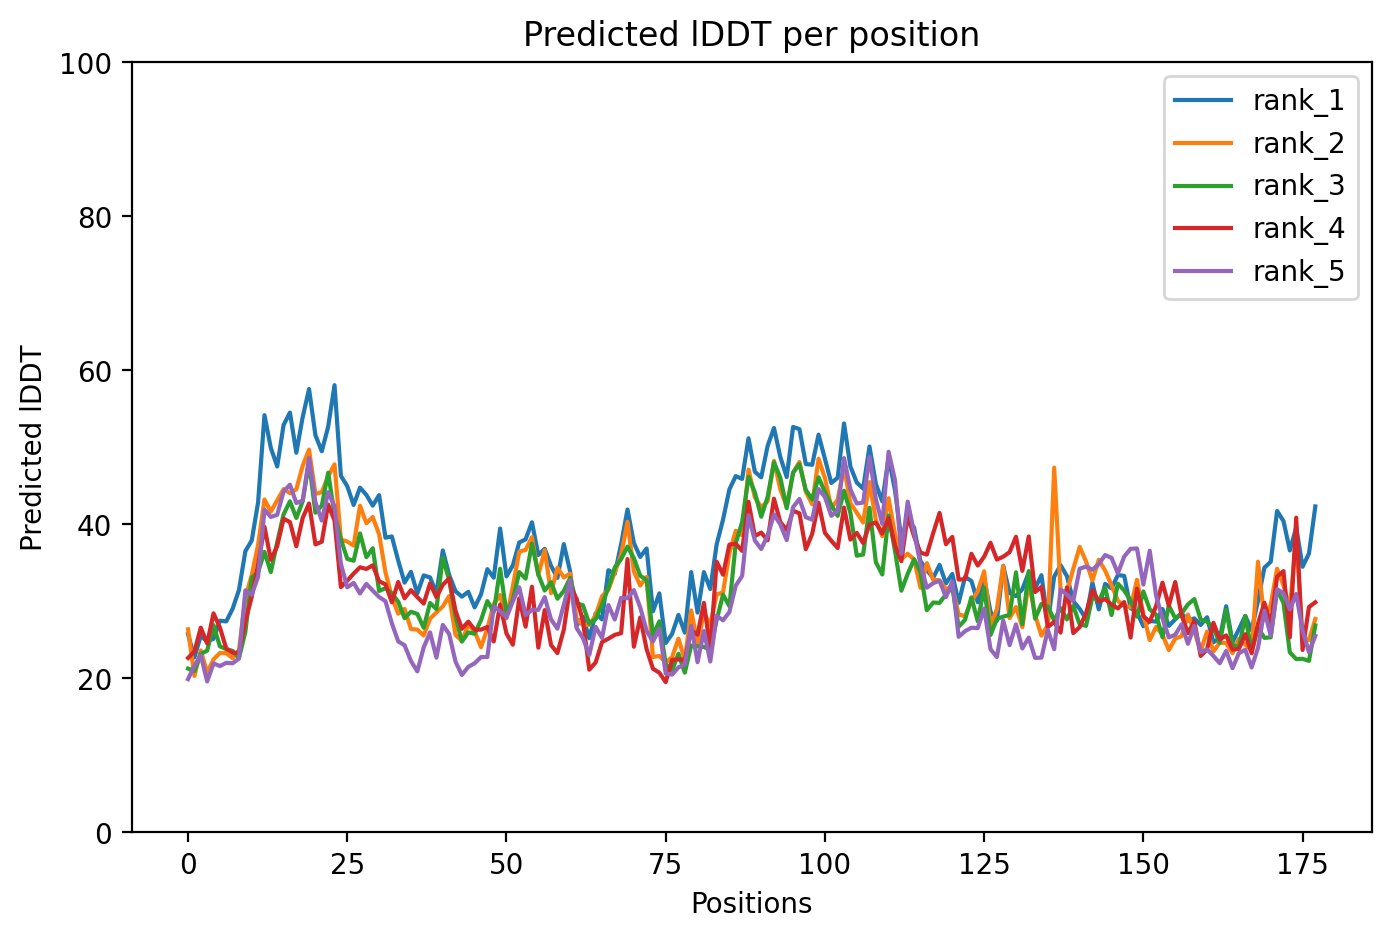 Predicted lDDT per position
100
80
60
40
20
0
Predicted lDDT
0 25 50 75 100 125 150 175
Positions
rank_1
rank_2
rank_3
rank_4
rank_5